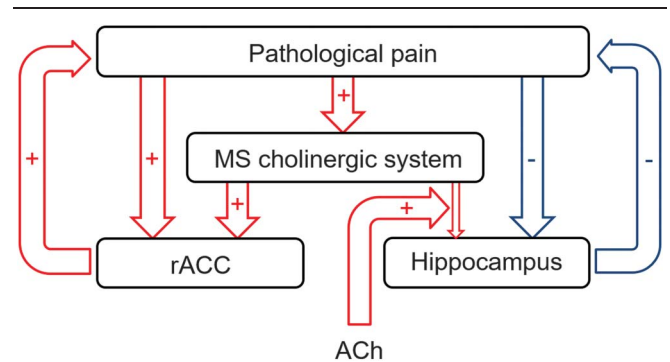 Pathological pain
+
+
+
-
-
MS cholinergic system
+
+
rACC
Hippocampus
ACh